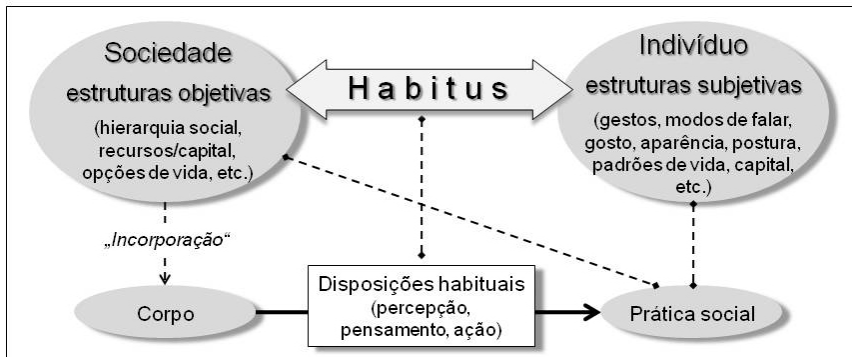 Sociedade
estruturas objetivas
(hierarquia social,
recursos/capital,
opções de vida, etc.)
Habitus
Indivíduo
estruturas subjetivas
(gestos, modos de falar,
gosto, aparência, postura,
padrões de vida, capital,
etc.)
„Incorporação“
Corpo
Disposições habituais
(percepção,
pensamento, ação)
Prática social